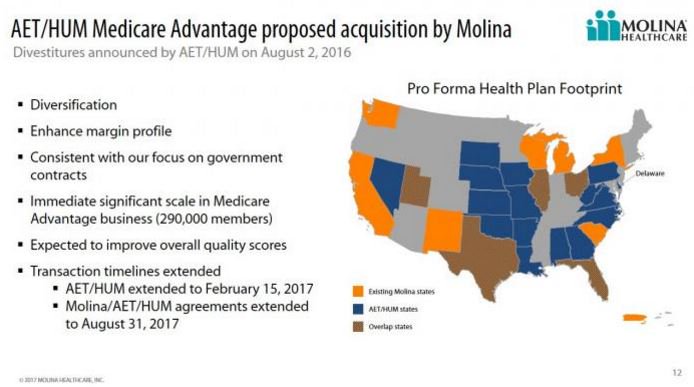 AET/HUM Medicare Advantage proposed acquisition by Molina
Divestitures announced by AET/HUM on August 2, 2016
MOLINA
HEALTHCARE
▪ Diversification
▪ Enhance margin profile
▪ Consistent with our focus on government
contracts
▪ Immediate significant scale in Medicare
Advantage business (290,000 members)
▪ Expected to improve overall quality scores
▪ Transaction timelines extended
▪ AET/HUM extended to February 15, 2017
▪ Molina/AET/HUM agreements extended
to August 31, 2017
Pro Forma Health Plan Footprint
Delaware
Existing Molina states
AET/HUM states
Overlap states
© 2017 MOLINA HEALTHCARE, INC.
12